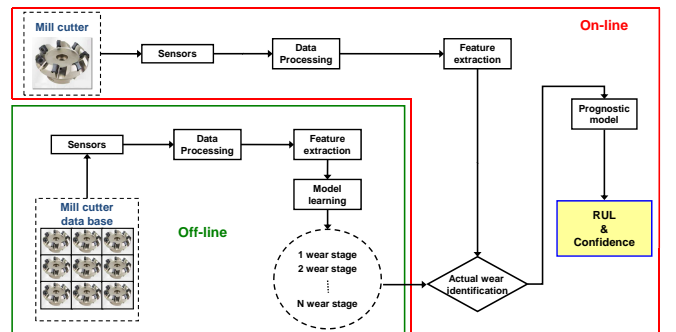 On-line
Mill cutter
Sensors
Data
Processing
Feature
extraction
Prognostic
model
RUL
&
Confidence
Sensors
Data
Processing
Feature
extraction
Model
learning
Mill cutter
data base
Off-line
1 wear stage
2 wear stage
N wear stage
Actual wear
identification